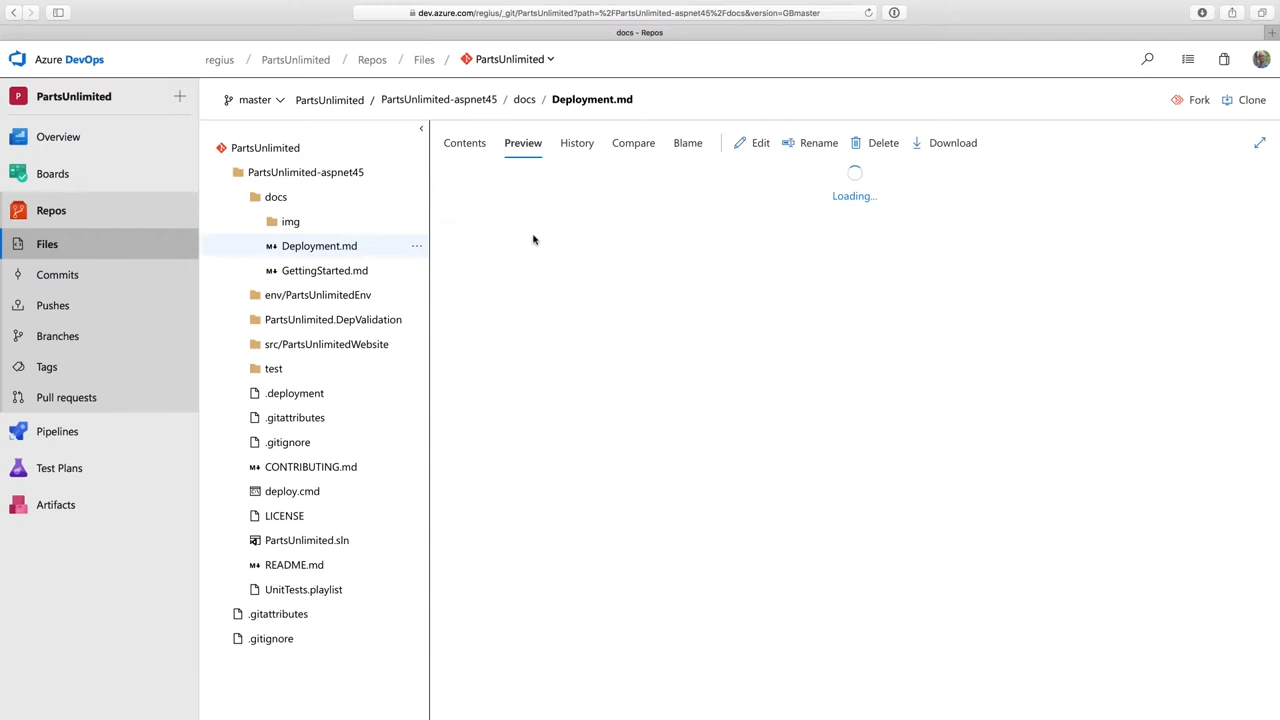 dev.azure.com/regius/_git/PartsUnlimited?path=%2FPartsUnlimited-aspnet45%2Fdocs&version=GBmaster
docs - Repos
Azure DevOps
regius / PartsUnlimited / Repos / Files / PartsUnlimited
PartsUnlimited
master PartsUnlimited / PartsUnlimited-aspnet45 / docs / Deployment.md
Fork Clone
Overview
Boards
Repos
Files
Commits
Pushes
Branches
Tags
Pull requests
Pipelines
Test Plans
Artifacts
PartsUnlimited
PartsUnlimited-aspnet45
docs
img
Deployment.md
GettingStarted.md
env/PartsUnlimitedEnv
PartsUnlimited.DepValidation
src/PartsUnlimitedWebsite
test
.deployment
.gitattributes
.gitignore
CONTRIBUTING.md
deploy.cmd
LICENSE
PartsUnlimited.sln
README.md
UnitTests.playlist
.gitattributes
.gitignore
Contents Preview History Compare Blame Edit Rename Delete Download
Loading...